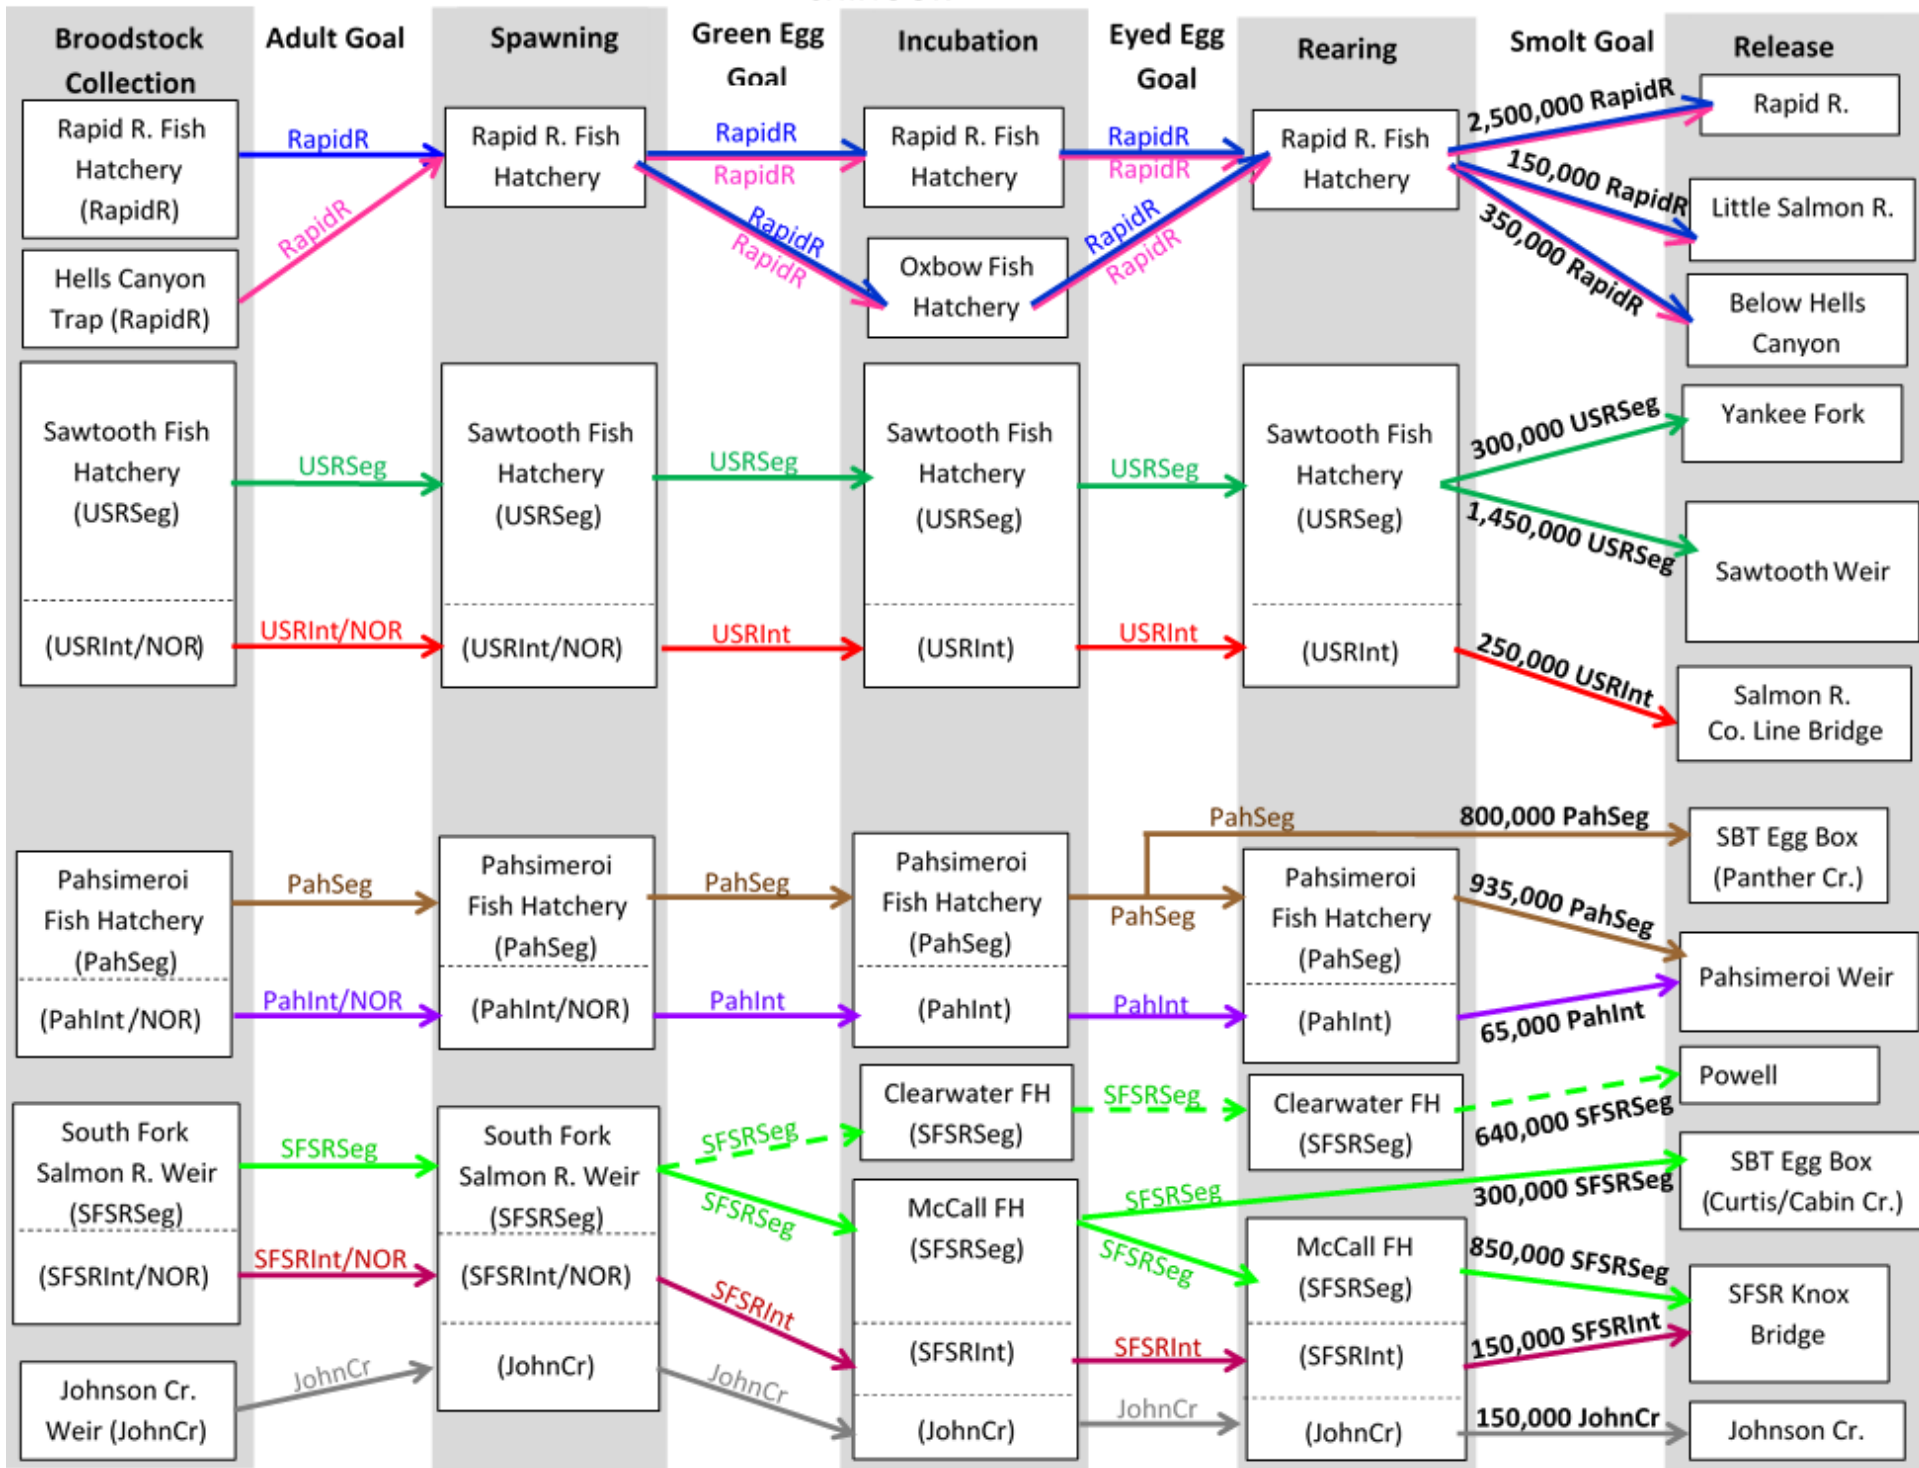 Broodstock
Collection
Adult Goal
Spawning
Green Egg
Goal
Incubation
Eyed Egg
Goal
Rearing
Smolt Goal
Release
Rapid R. Fish
Hatchery
(RapidR)
RapidR
Rapid R. Fish
Hatchery
RapidR
RapidR
Rapid R. Fish
Hatchery
RapidR
RapidR
Rapid R. Fish
Hatchery
2,500,000 RapidR
Rapid R.
150,000 RapidR
Little Salmon R.
350,000 RapidR
Below Hells
Canyon
Hells Canyon
Trap (RapidR)
RapidR
RapidR
RapidR
Oxbow Fish
Hatchery
RapidR
RapidR
Sawtooth Fish
Hatchery
(USRSeg)
USRSeg
Sawtooth Fish
Hatchery
(USRSeg)
USRSeg
Sawtooth Fish
Hatchery
(USRSeg)
USRSeg
Sawtooth Fish
Hatchery
(USRSeg)
300,000 USRSeg
Yankee Fork
1,450,000 USRSeg
Sawtooth Weir
(USRInt/NOR)
USRInt/NOR
(USRInt/NOR)
USRInt
(USRInt)
USRInt
(USRInt)
250,000 USRInt
Salmon R.
Co. Line Bridge
Pahsimeroi
Fish Hatchery
(PahSeg)
PahSeg
Pahsimeroi
Fish Hatchery
(PahSeg)
PahSeg
Pahsimeroi
Fish Hatchery
(PahSeg)
PahSeg
PahSeg
800,000 PahSeg
SBT Egg Box
(Panther Cr.)
Pahsimeroi
Fish Hatchery
(PahSeg)
935,000 PahSeg
Pahsimeroi Weir
(PahInt /NOR)
PahInt/NOR
(PahInt/NOR)
PahInt
(PahInt)
PahInt
(PahInt)
65,000 PahInt
South Fork
Salmon R. Weir
(SFSRSeg)
SFSRSeg
South Fork
Salmon R. Weir
(SFSRSeg)
SFSRSeg
Clearwater FH
(SFSRSeg)
SFSRSeg
Clearwater FH
(SFSRSeg)
640,000 SFSRSeg
Powell
SFSRSeg
McCall FH
(SFSRSeg)
SFSRSeg
300,000 SFSRSeg
SBT Egg Box
(Curtis/Cabin Cr.)
SFSRSeg
McCall FH
(SFSRSeg)
850,000 SFSRSeg
SFSR Knox
Bridge
(SFSRInt/NOR)
SFSRInt/NOR
(SFSRInt/NOR)
SFSRInt
(SFSRInt)
SFSRInt
(SFSRInt)
150,000 SFSRInt
Johnson Cr.
Weir (JohnCr)
JohnCr
(JohnCr)
JohnCr
(JohnCr)
JohnCr
(JohnCr)
150,000 JohnCr
Johnson Cr.